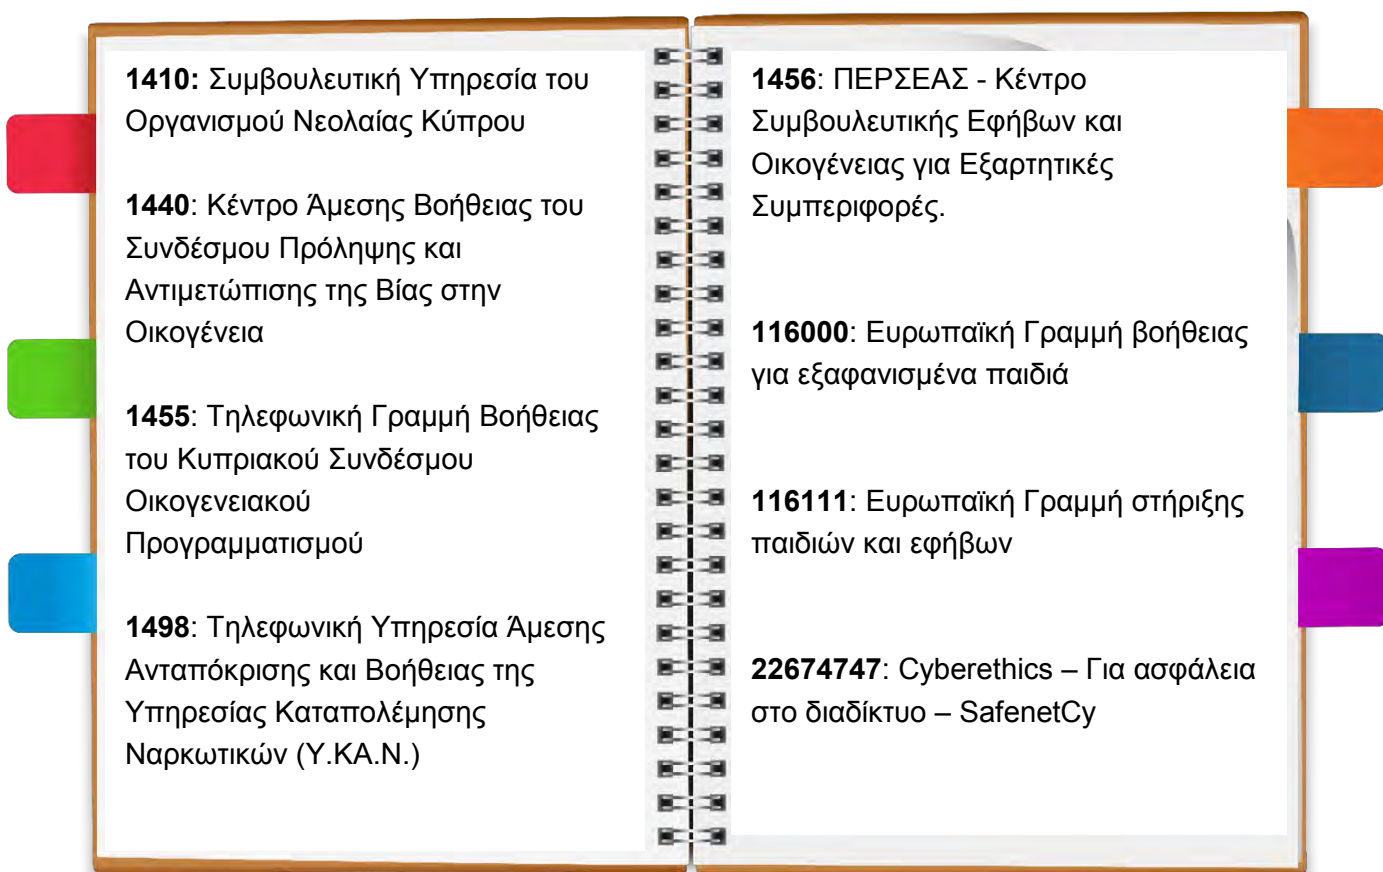 1410: Συμβουλευτική Υπηρεσία του
Οργανισμού Νεολαίας Κύπρου
1440: Κέντρο Άμεσης Βοήθειας του
Συνδέσμου Πρόληψης και
Αντιμετώπισης της Βίας στην
Οικογένεια
1455: Τηλεφωνική Γραμμή Βοήθειας
του Κυπριακού Συνδέσμου
Οικογενειακού
Προγραμματισμού
1498: Τηλεφωνική Υπηρεσία Άμεσης
Ανταπόκρισης και Βοήθειας της
Υπηρεσίας Καταπολέμησης
Ναρκωτικών (Υ.ΚΑ.Ν.)
1456: ΠΕΡΣΕΑΣ - Κέντρο
Συμβουλευτικής Εφήβων και
Οικογένειας για Εξαρτητικές
Συμπεριφορές.
116000: Ευρωπαϊκή Γραμμή βοήθειας
για εξαφανισμένα παιδιά
116111: Ευρωπαϊκή Γραμμή στήριξης
παιδιών και εφήβων
22674747: Cyberethics – Για ασφάλεια
στο διαδίκτυο – SafenetCy